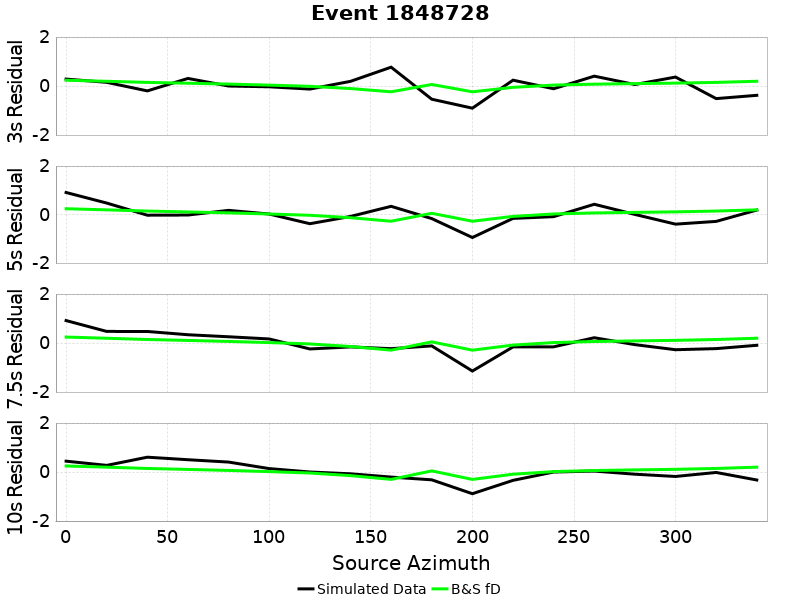 Event 1848728
3s Residual
2
0
-2
5s Residual
2
0
-2
7.5s Residual
2
0
-2
10s Residual
2
0
-2
0 50 100 150 200 250 300
Source Azimuth
Simulated Data B&S fD